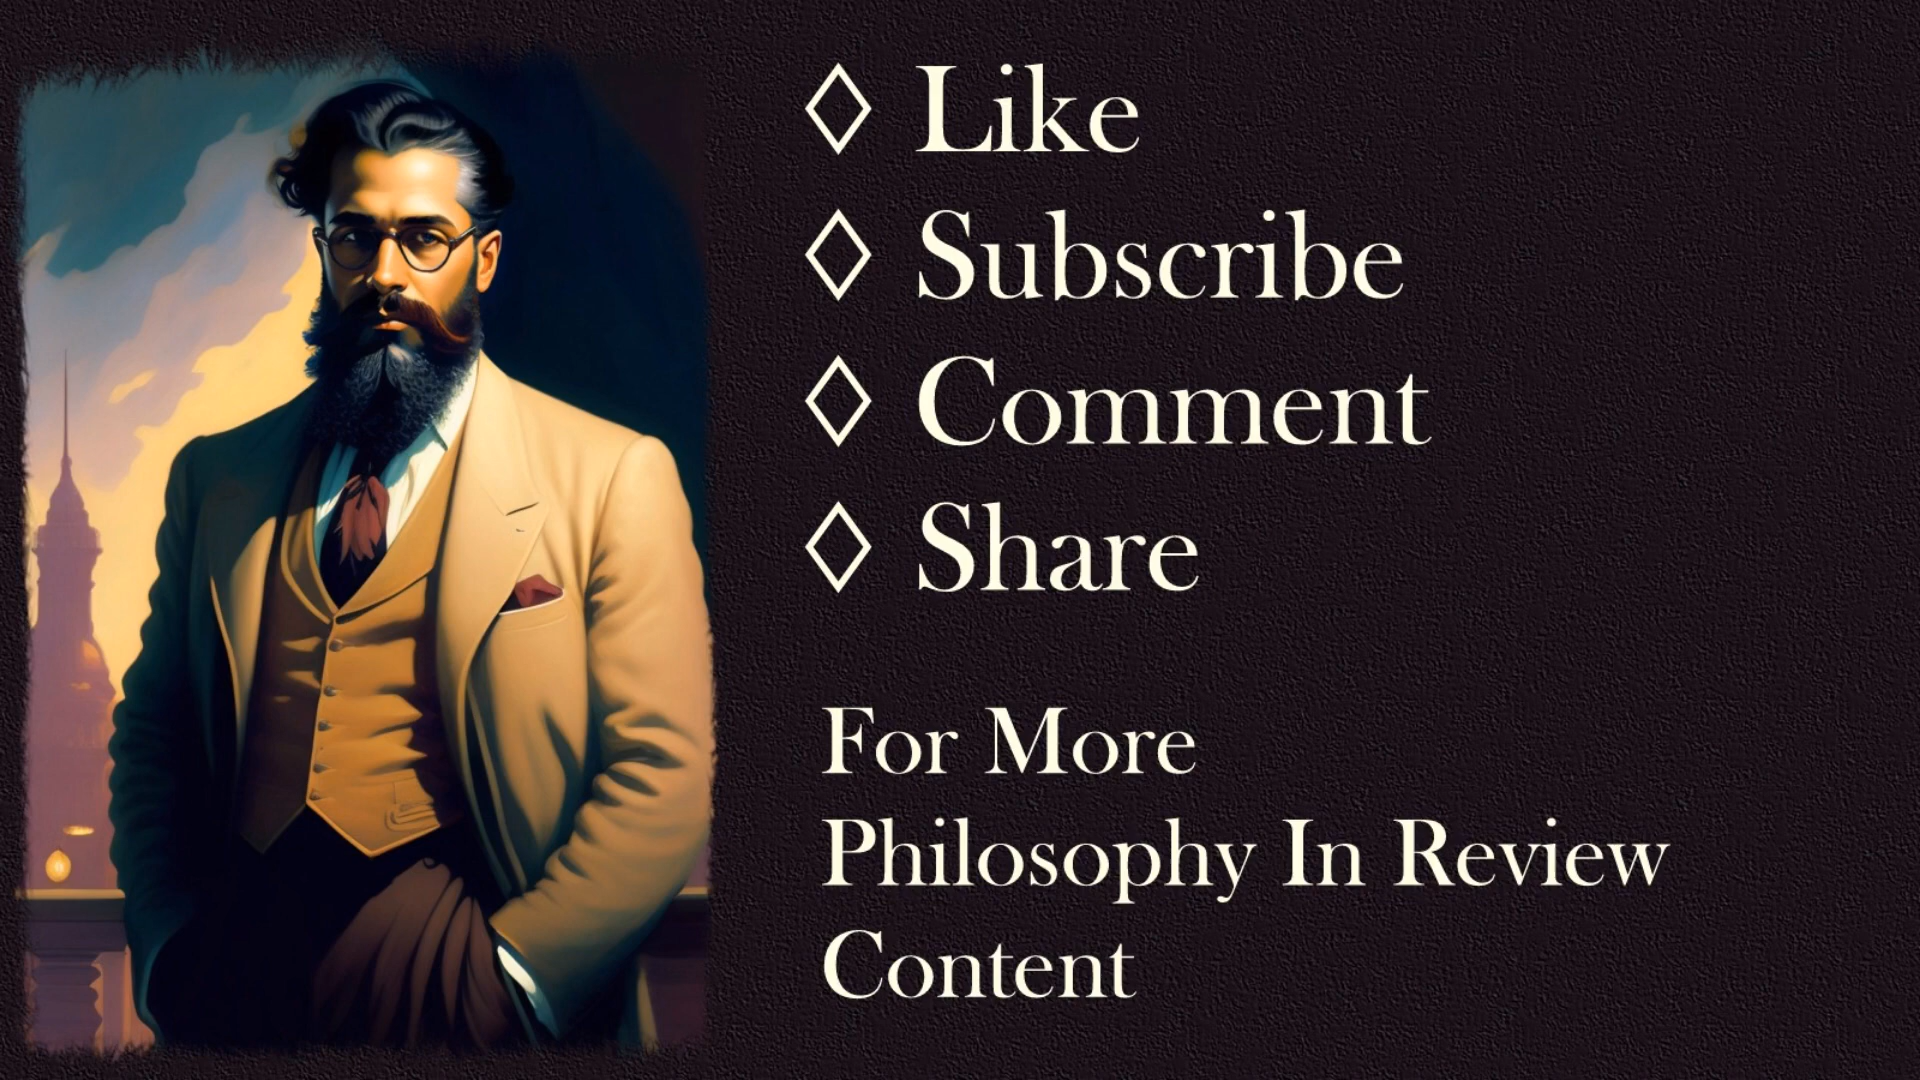 ◊ Like
◊ Subscribe
◊ Comment
◊ Share
For More
Philosophy In Review
Content